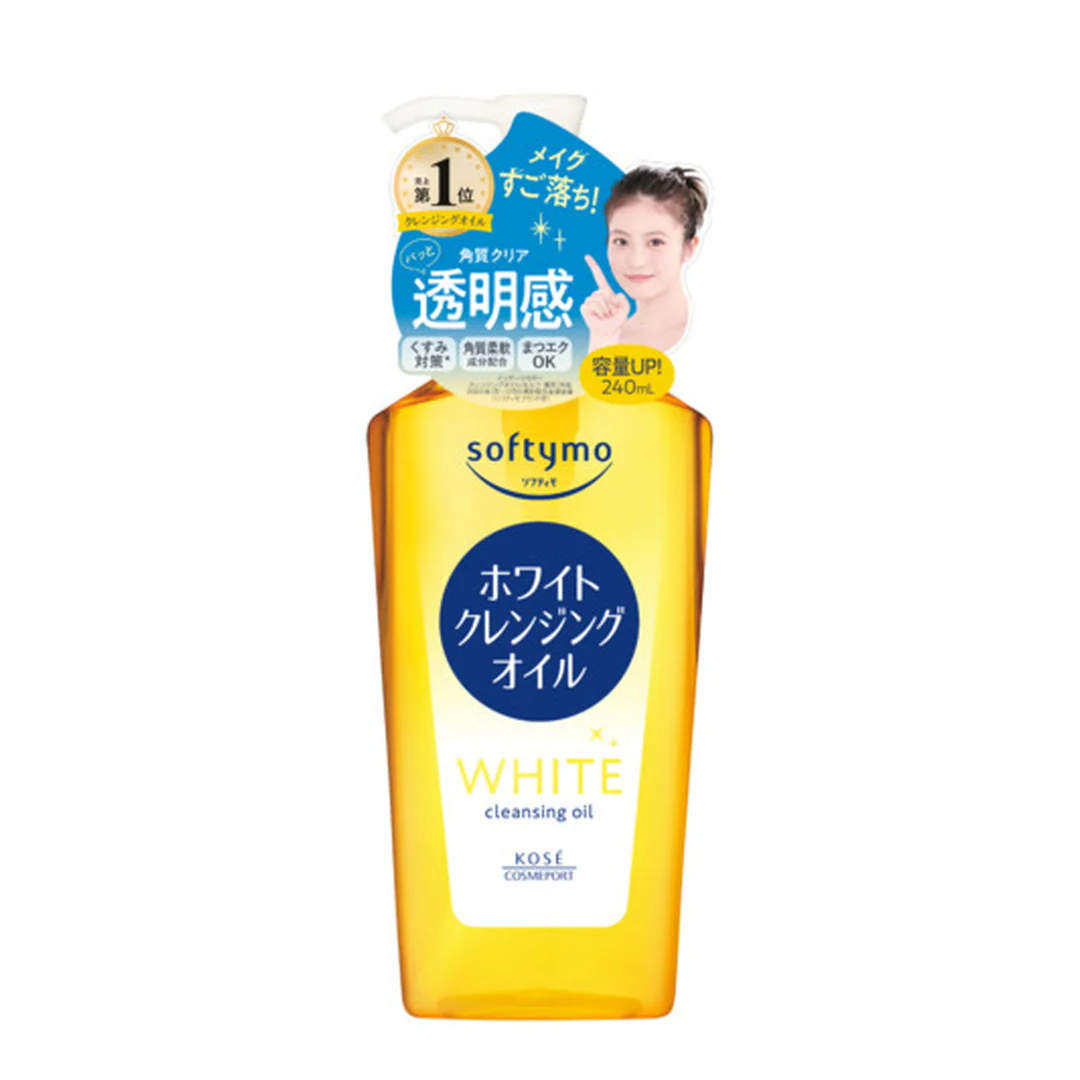 メイク
すご落ち!
売上
第1位
クレンジングオイル
パッと
角質クリア
透明感
くすみ
対策*
角質柔軟
成分配合
まつエク
OK
容量UP!
240mL
softymo
ソフティモ
ホワイト
クレンジング
オイル
WHITE
cleansing oil
KOSÉ
COSMEPORT